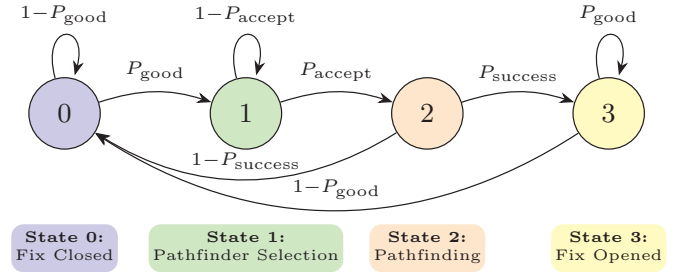 1−P_good
1−P_accept
P_good
P_good
P_accept
P_success
0
1
2
3
1−P_success
1−P_good
State 0:
Fix Closed
State 1:
Pathfinder Selection
State 2:
Pathfinding
State 3:
Fix Opened